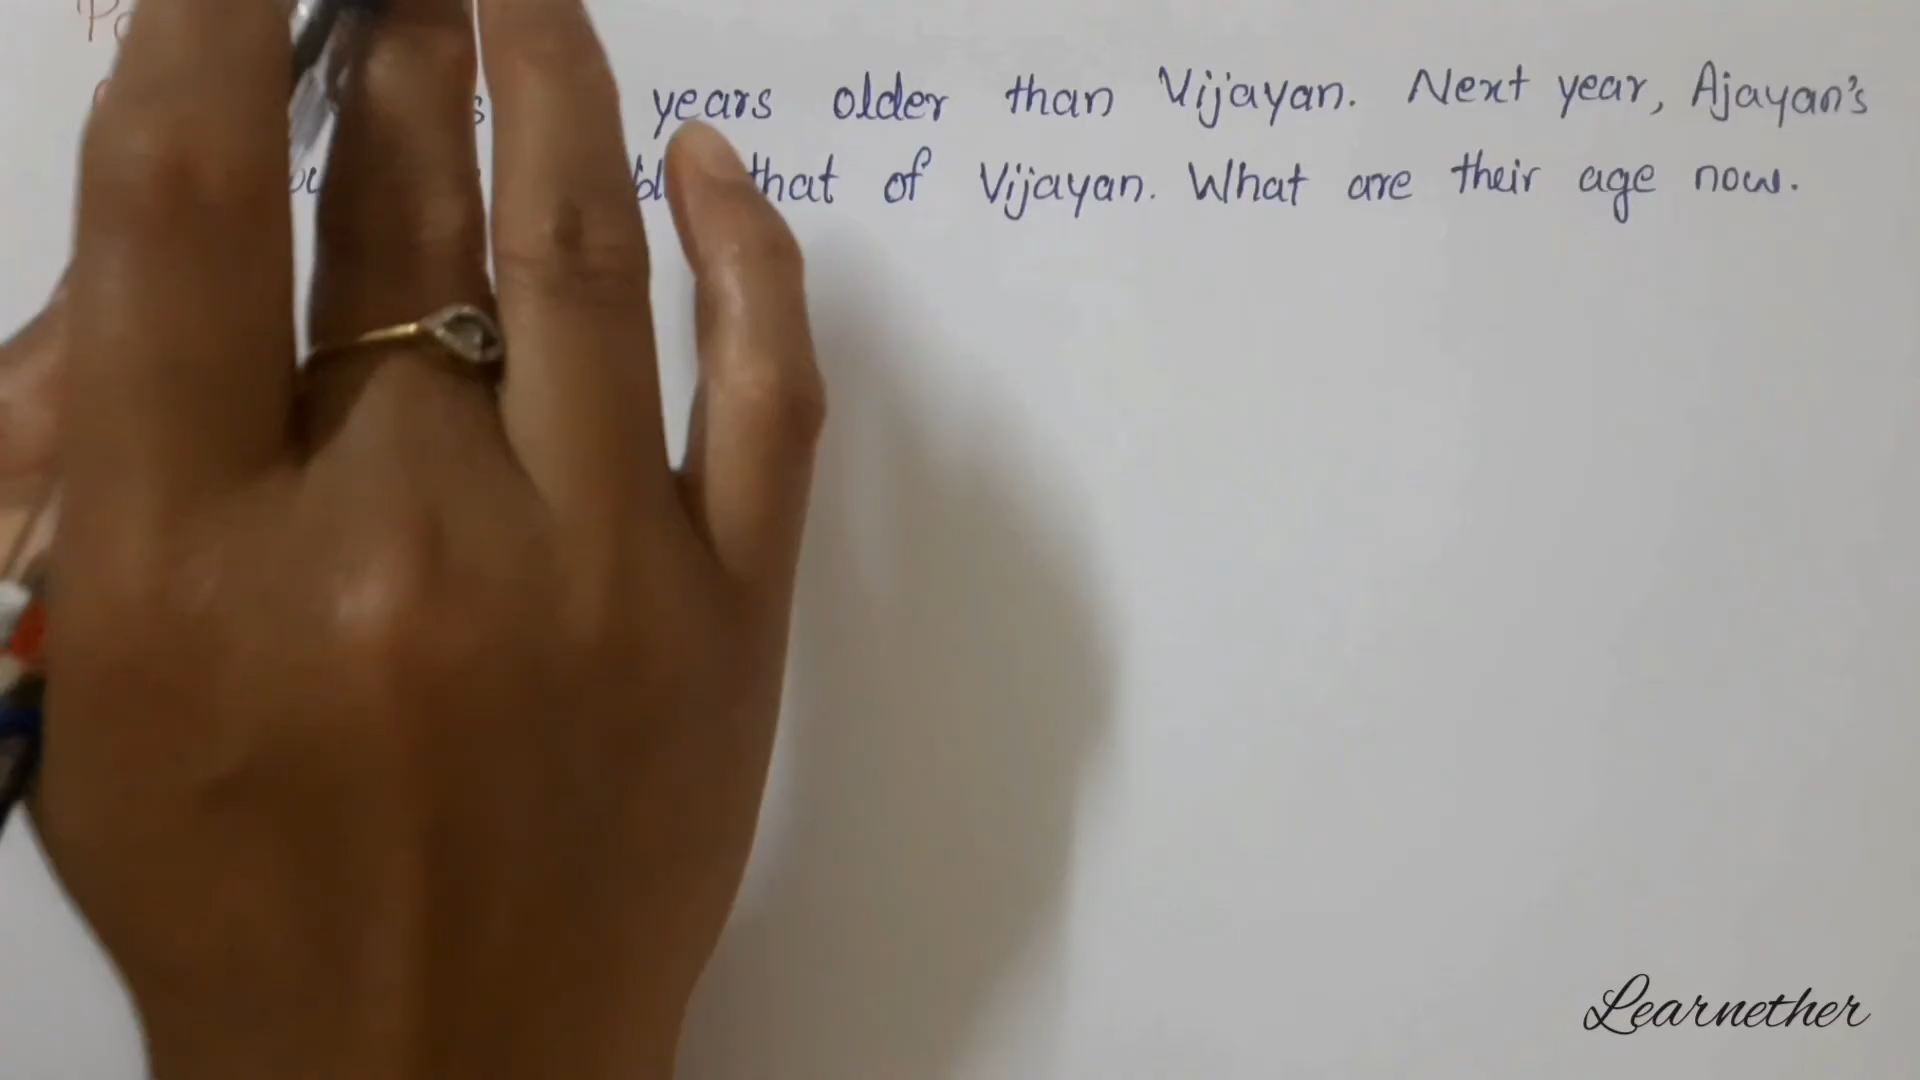 years older than Vijayan. Next year, Ajayan's
that of Vijayan. What are their age now.
Learnether